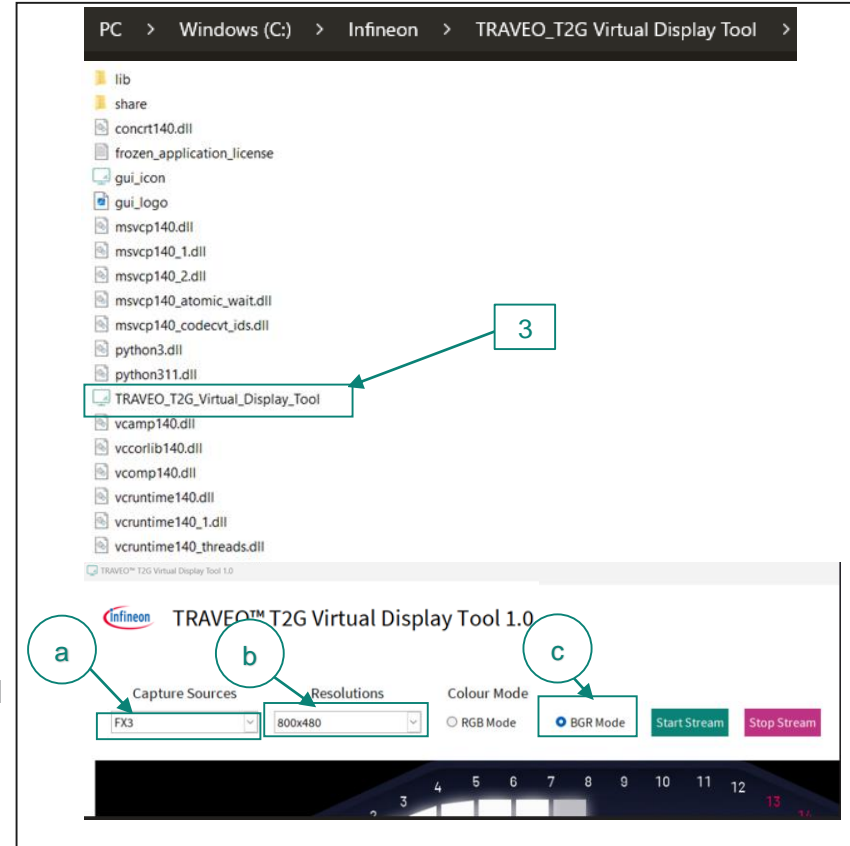 PC > Windows (C:) > Infineon > TRAVEO_T2G Virtual Display Tool >
lib
share
concrt140.dll
frozen_application_license
gui_icon
gui_logo
msvcp140.dll
msvcp140_1.dll
msvcp140_2.dll
msvcp140_atomic_wait.dll
msvcp140_codecvt_ids.dll
3
python3.dll
python311.dll
TRAVEO_T2G_Virtual_Display_Tool
vcamp140.dll
vccorlib140.dll
vcomp140.dll
vcruntime140.dll
vcruntime140_1.dll
vcruntime140_threads.dll
TRAVEO™ T2G Virtual Display Tool 1.0
infineon TRAVEO™ T2G Virtual Display Tool 1.0
a b c
Capture Sources Resolutions Colour Mode
FX3 800x480 RGB Mode BGR Mode Start Stream Stop Stream
3 4 5 6 7 8 9 10 11 12 13